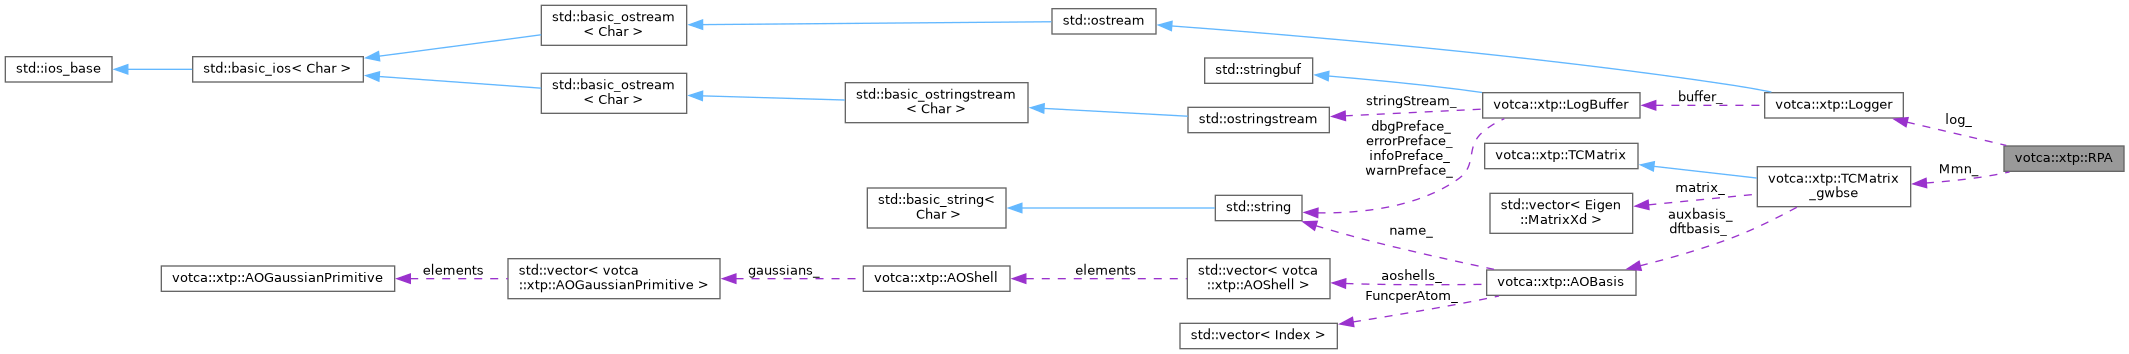 std::basic_ostream
< Char >
std::ostream
std::ios_base
std::basic_ios< Char >
std::stringbuf
std::basic_ostream
< Char >
std::basic_ostringstream
< Char >
std::ostringstream
stringStream_
votca::xtp::LogBuffer
buffer_
votca::xtp::Logger
log_
dbgPreface_
errorPreface_
infoPreface_
warnPreface_
votca::xtp::TCMatrix
votca::xtp::RPA
Mmn_
votca::xtp::TCMatrix
_gwbse
matrix_
std::vector< Eigen
::MatrixXd >
auxbasis_
dftbasis_
std::basic_string<
Char >
std::string
name_
votca::xtp::AOGaussianPrimitive
elements
std::vector< votca
::xtp::AOGaussianPrimitive >
gaussians_
votca::xtp::AOShell
elements
std::vector< votca
::xtp::AOShell >
aoshells_
votca::xtp::AOBasis
FuncperAtom_
std::vector< Index >